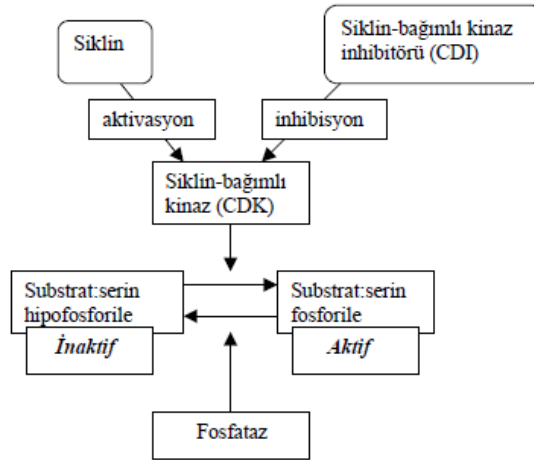 Siklin
Siklin-bağımlı kinaz
inhibitörü (CDI)
aktivasyon
inhibisyon
Siklin-bağımlı
kinaz (CDK)
Substrat:serin
hipofosforile
İnaktif
Substrat:serin
fosforile
Aktif
Fosfataz